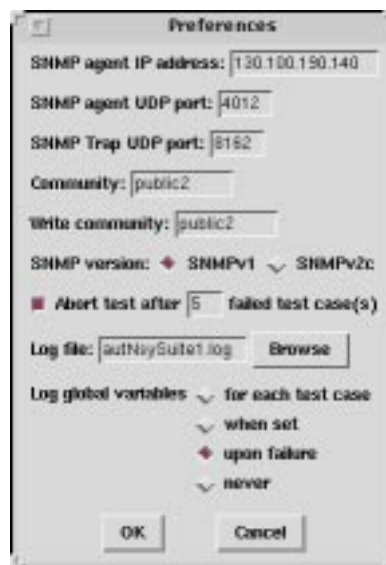 Preferences
SNMP agent IP address: 130.100.190.140
SNMP agent UDP port: 4012
SNMP Trap UDP port: 8162
Community: public2
Write community: public2
SNMP version: SNMPv1 SNMPv2c
Abort test after 5 failed test case(s)
Log file: Browse
Log global variables for each test case
when set
upon failure
never
OK Cancel